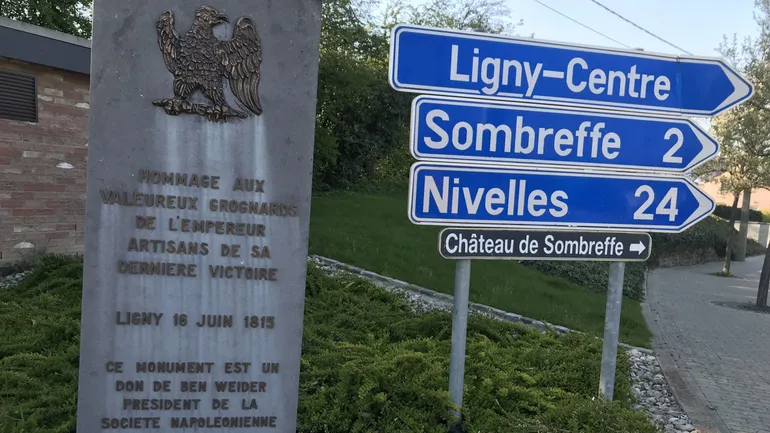 HOMMAGE AUX
VALEUREUX GROGNARDS
DE L'EMPEREUR
ARTISANS DE SA
DERNIERE VICTOIRE
LIGNY 16 JUIN 1815
CE MONUMENT EST UN
DON DE BEN WEIDER
PRESIDENT DE LA
SOCIETE NAPOLEONIENNE
Ligny-Centre
Sombreffe 2
Nivelles 24
Château de Sombreffe →